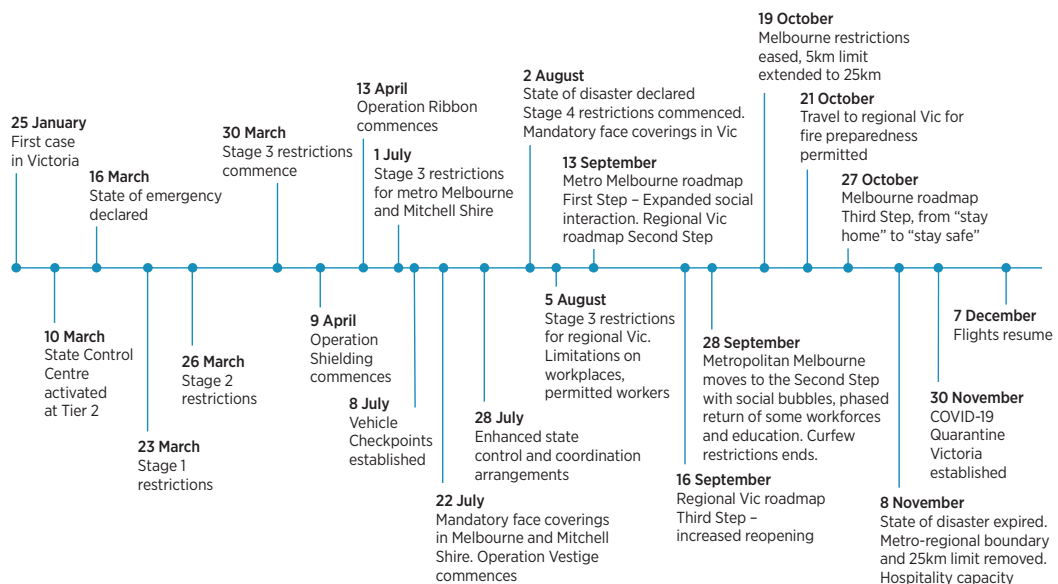 25 January
First case
in Victoria
10 March
State Control
Centre
activated
at Tier 2
16 March
State of emergency
declared
23 March
Stage 1
restrictions
26 March
Stage 2
restrictions
30 March
Stage 3 restrictions
commence
9 April
Operation
Shielding
commences
13 April
Operation Ribbon
commences
1 July
Stage 3 restrictions
for metro Melbourne
and Mitchell Shire
8 July
Vehicle
Checkpoints
established
22 July
Mandatory face coverings
in Melbourne and Mitchell
Shire. Operation Vestige
commences
28 July
Enhanced state
control and coordination
arrangements
2 August
State of disaster declared
Stage 4 restrictions commenced.
Mandatory face coverings in Vic
5 August
Stage 3 restrictions
for regional Vic.
Limitations on
workplaces,
permitted workers
13 September
Metro Melbourne roadmap
First Step – Expanded social
interaction. Regional Vic
roadmap Second Step
16 September
Regional Vic roadmap
Third Step –
increased reopening
28 September
Metropolitan Melbourne
moves to the Second Step
with social bubbles, phased
return of some workforces
and education. Curfew
restrictions ends.
19 October
Melbourne restrictions
eased, 5km limit
extended to 25km
21 October
Travel to regional Vic for
fire preparedness
permitted
27 October
Melbourne roadmap
Third Step, from “stay
home” to “stay safe”
8 November
State of disaster expired.
Metro-regional boundary
and 25km limit removed.
Hospitality capacity
30 November
COVID-19
Quarantine
Victoria
established
7 December
Flights resume